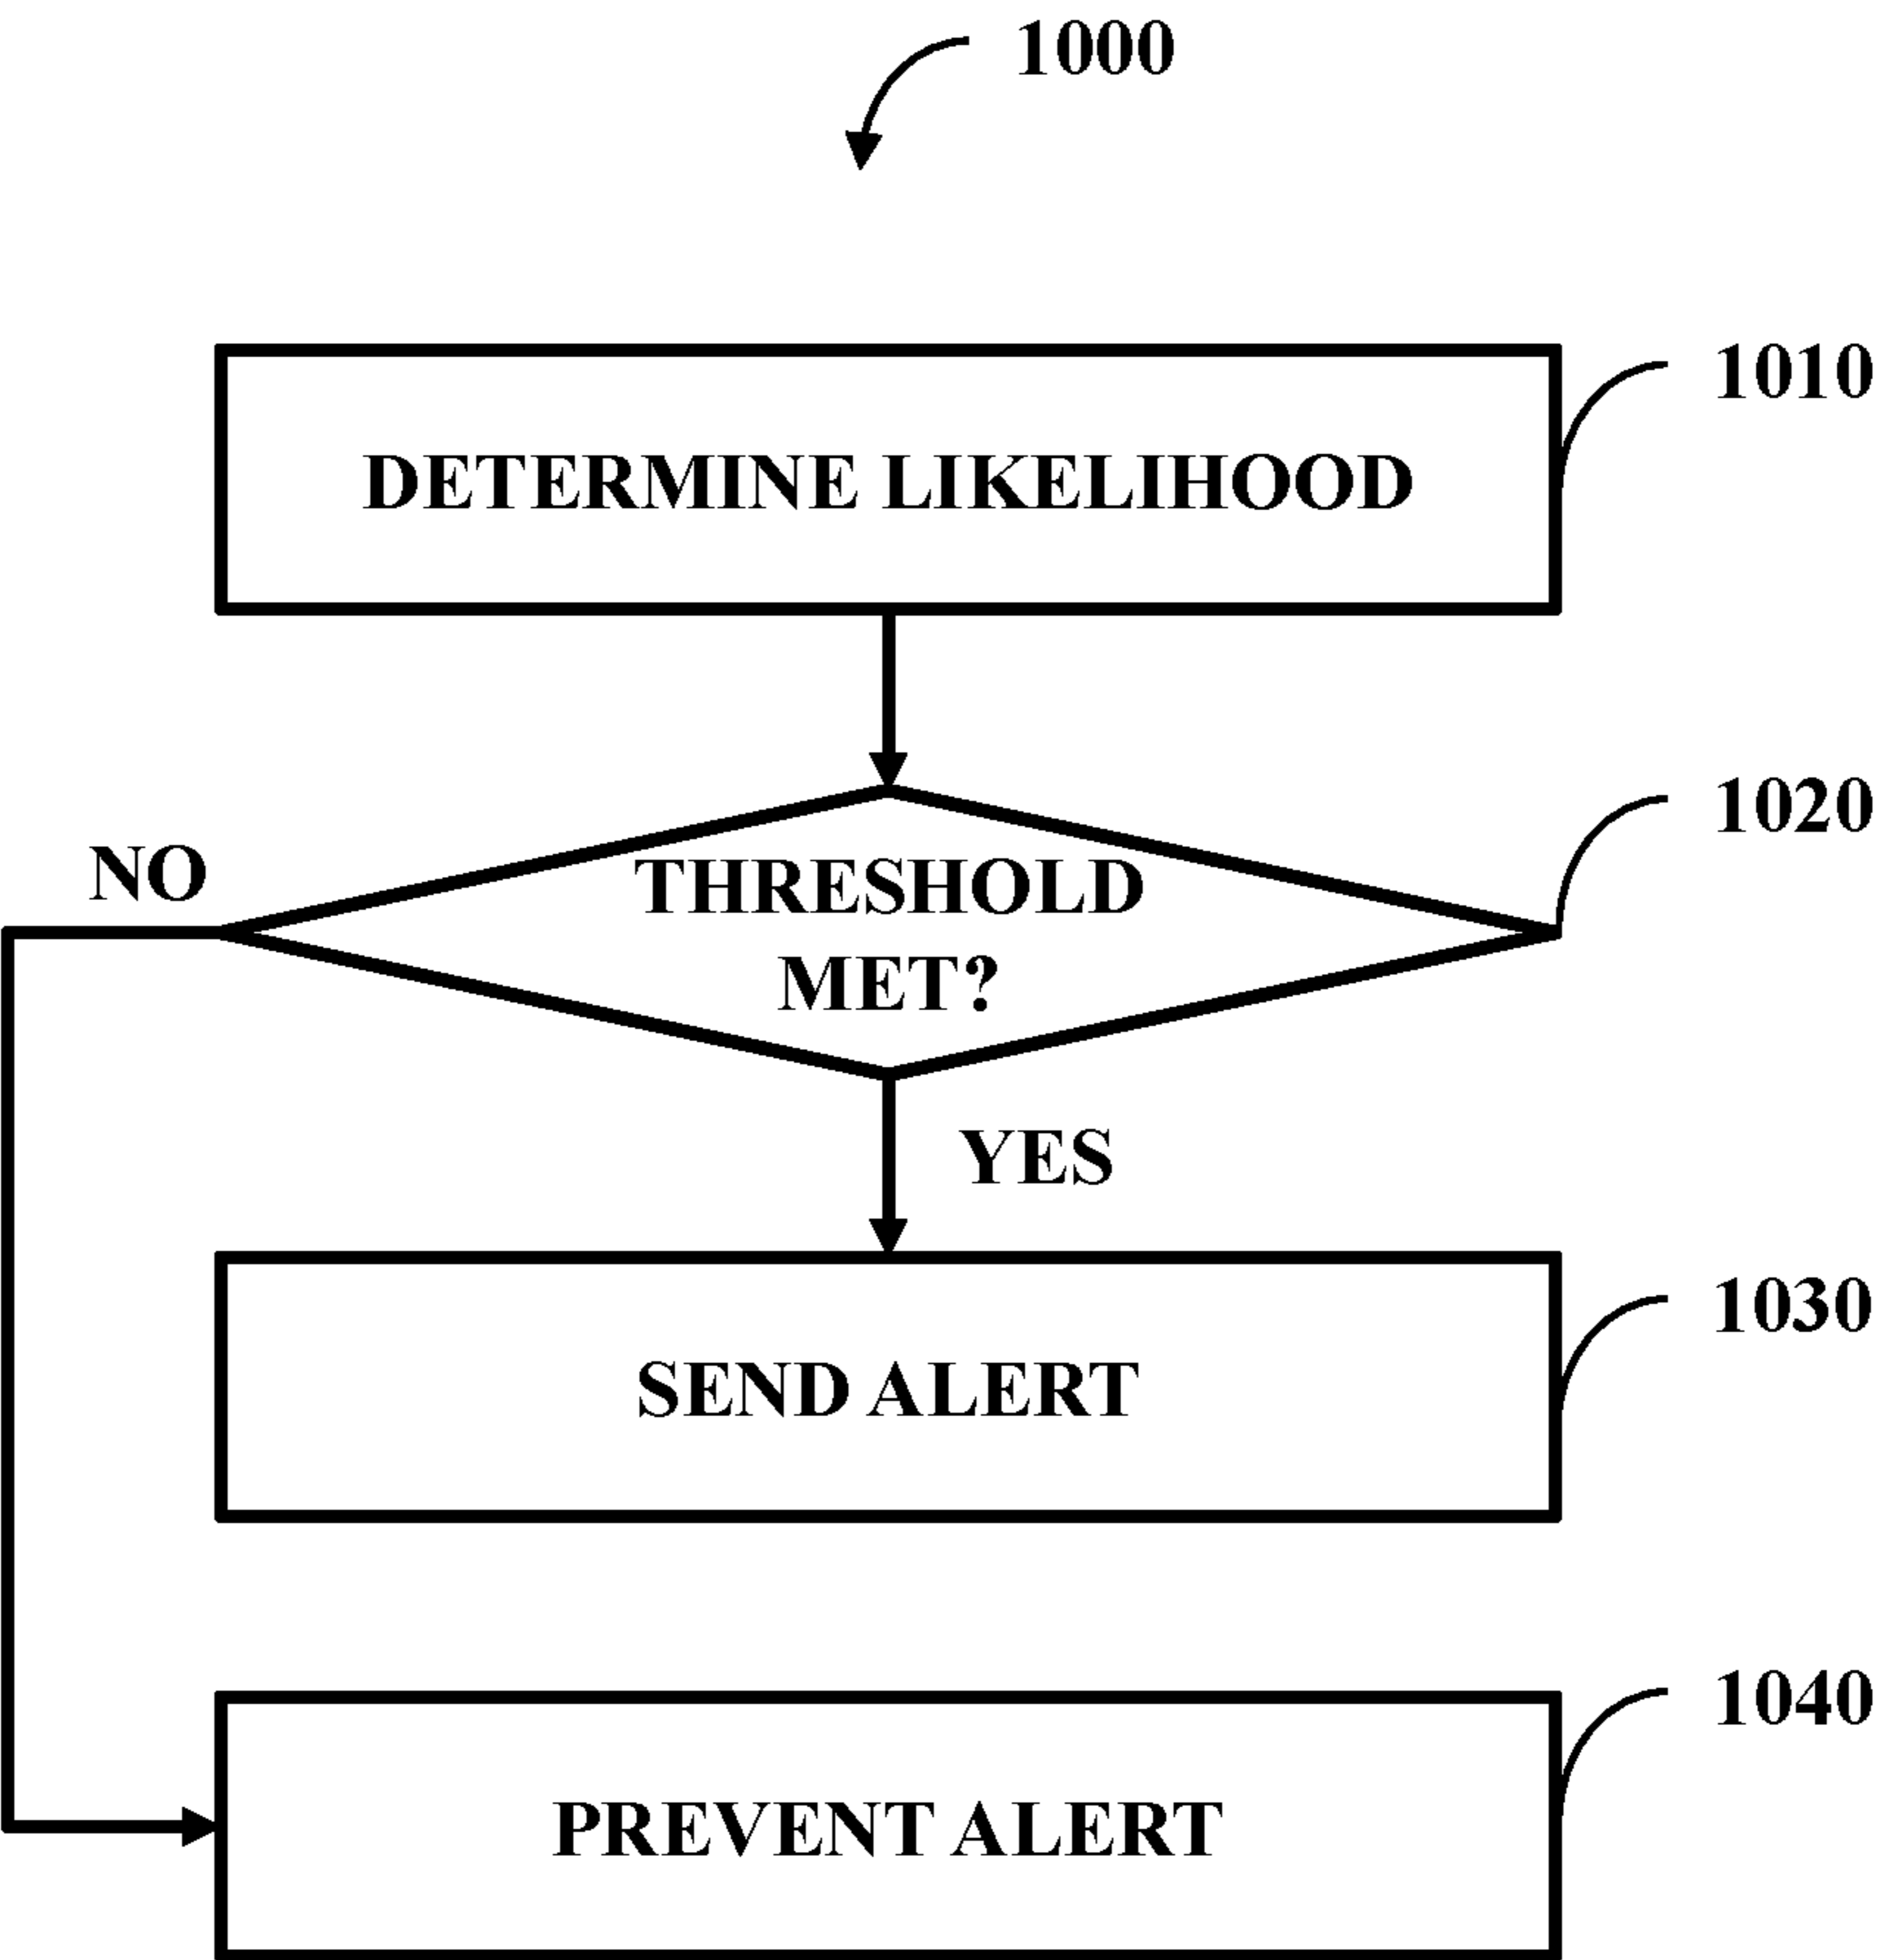 1000
1010
DETERMINE LIKELIHOOD
1020
NO
THRESHOLD
MET?
YES
1030
SEND ALERT
1040
PREVENT ALERT